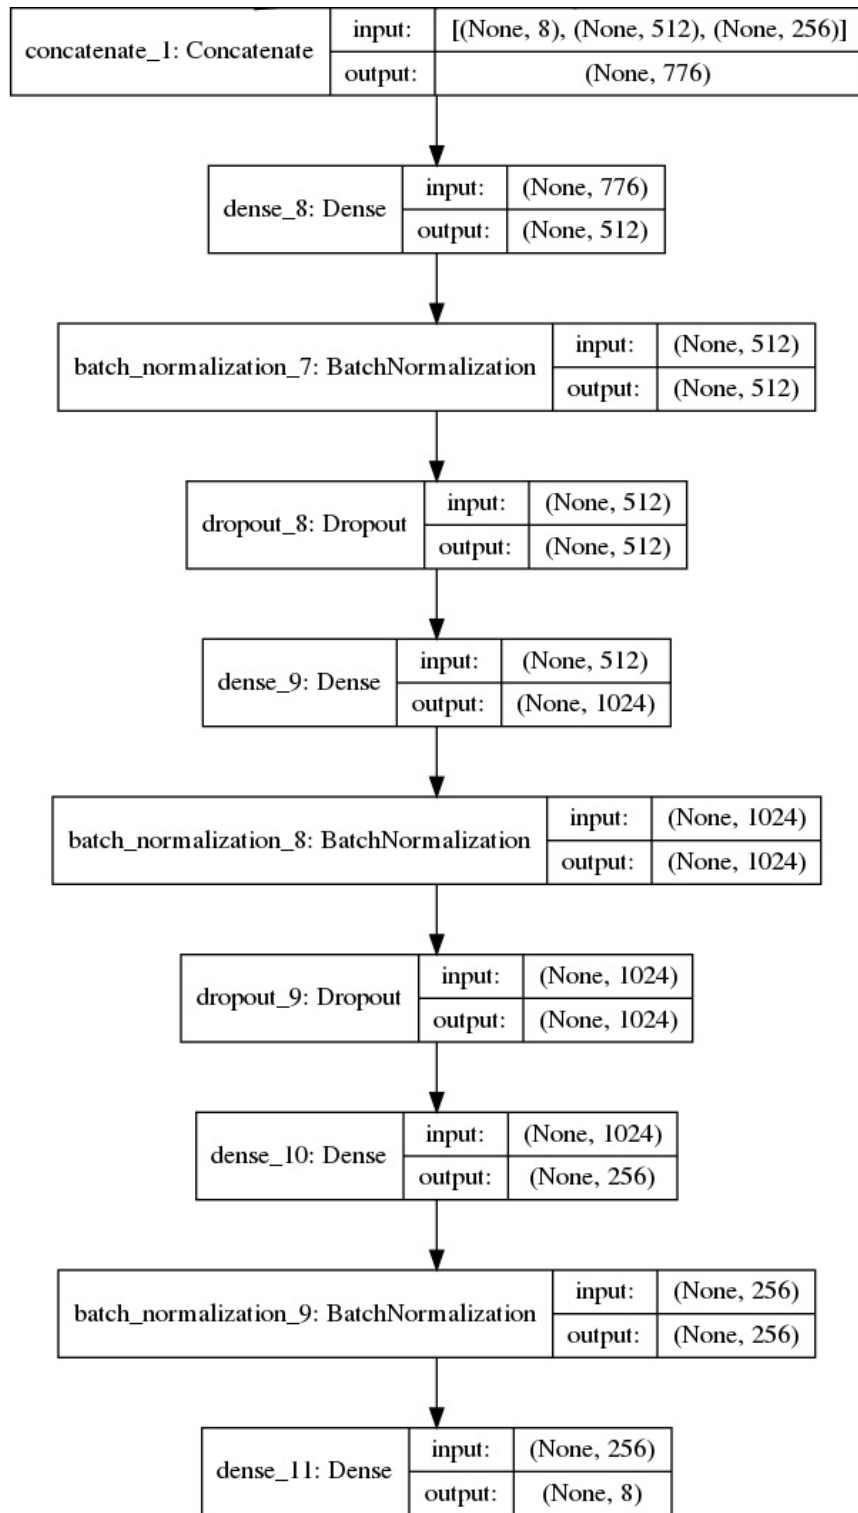 concatenate_1: Concatenate
input: [(None, 8), (None, 512), (None, 256)]
output: (None, 776)
dense_8: Dense
input: (None, 776)
output: (None, 512)
batch_normalization_7: BatchNormalization
input: (None, 512)
output: (None, 512)
dropout_8: Dropout
input: (None, 512)
output: (None, 512)
dense_9: Dense
input: (None, 512)
output: (None, 1024)
batch_normalization_8: BatchNormalization
input: (None, 1024)
output: (None, 1024)
dropout_9: Dropout
input: (None, 1024)
output: (None, 1024)
dense_10: Dense
input: (None, 1024)
output: (None, 256)
batch_normalization_9: BatchNormalization
input: (None, 256)
output: (None, 256)
dense_11: Dense
input: (None, 256)
output: (None, 8)